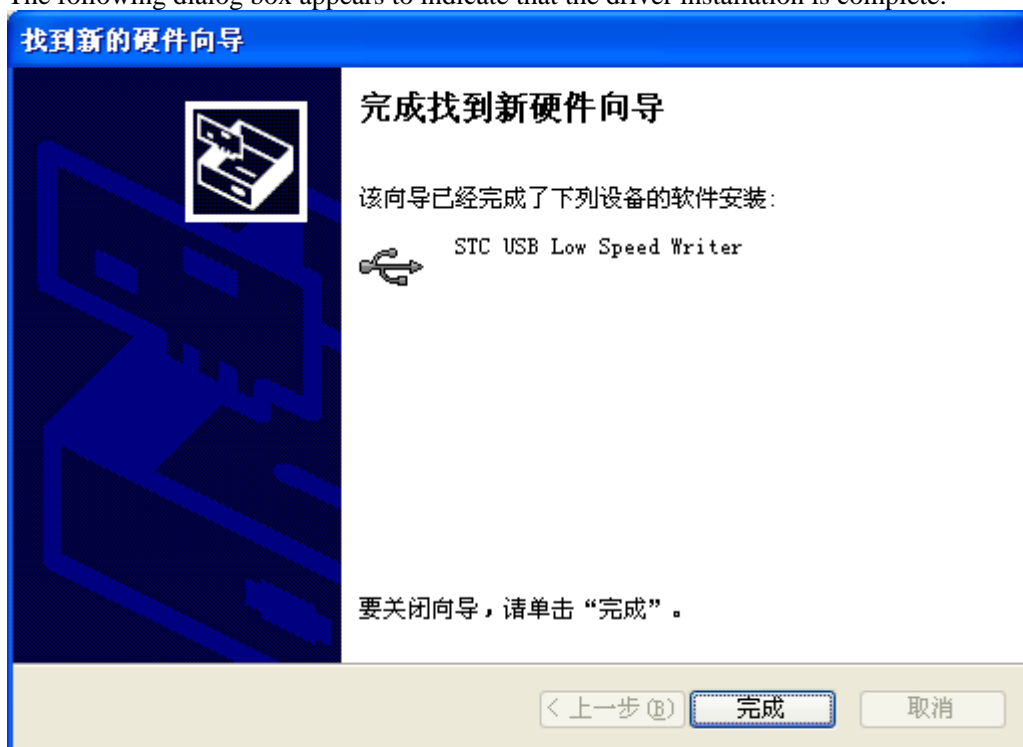 The following dialog box appears to indicate that the driver installation is complete.
找到新的硬件向导
完成找到新硬件向导
该向导已经完成了下列设备的软件安装:
STC USB Low Speed Writer
要关闭向导，请单击“完成”。
< 上一步(B)
完成
取消